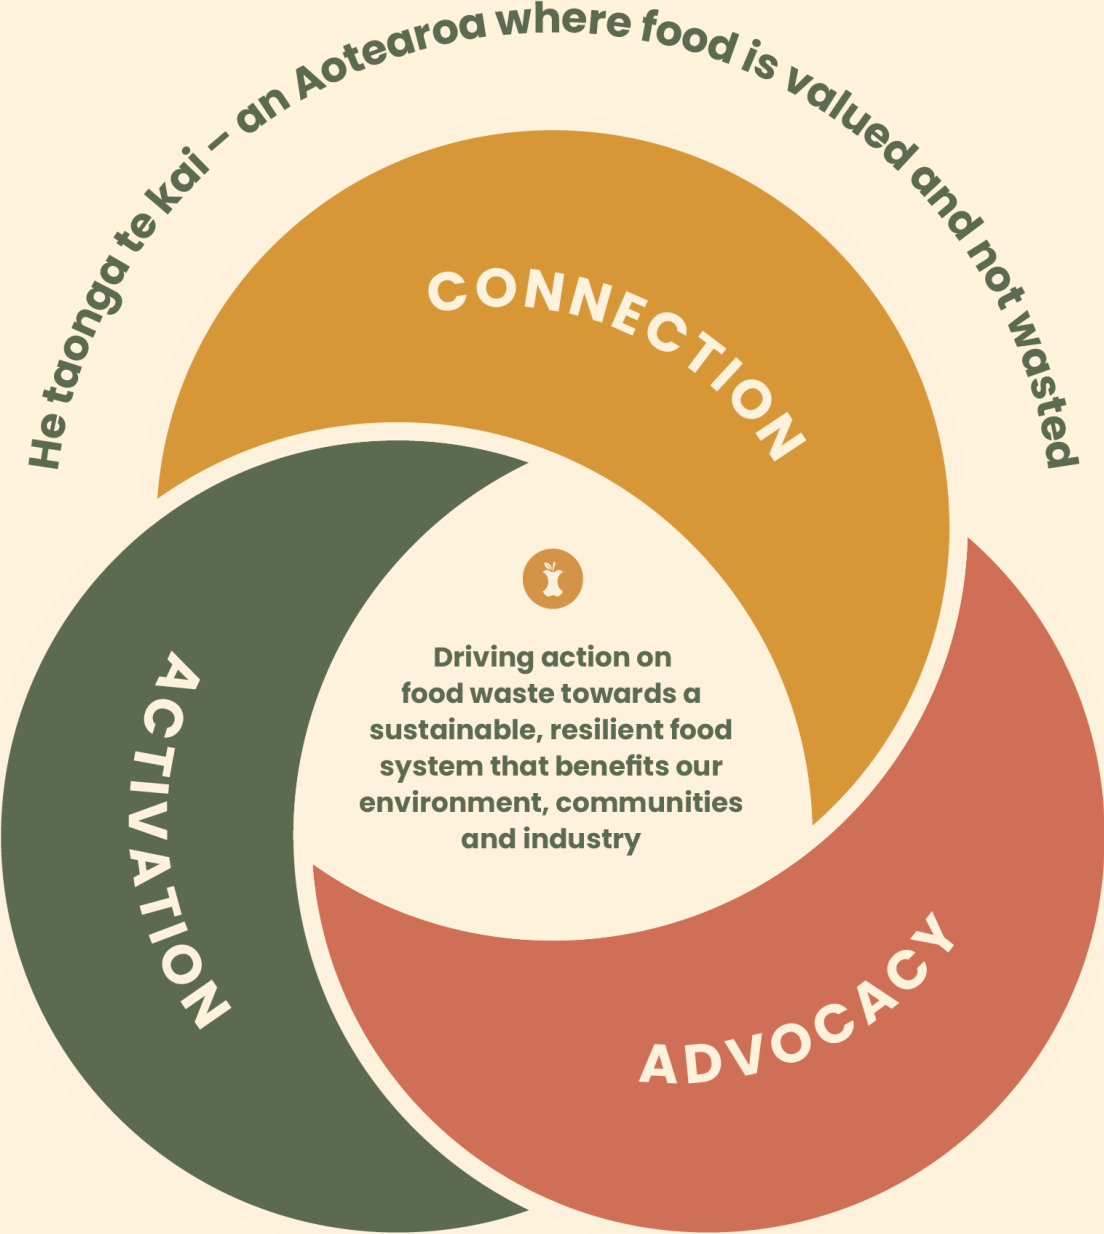 He taonga te kai – an Aotearoa where food is valued and not wasted
CONNECTION
Driving action on
food waste towards a
sustainable, resilient food
system that benefits our
environment, communities
and industry
ACTIVATION
ADVOCACY